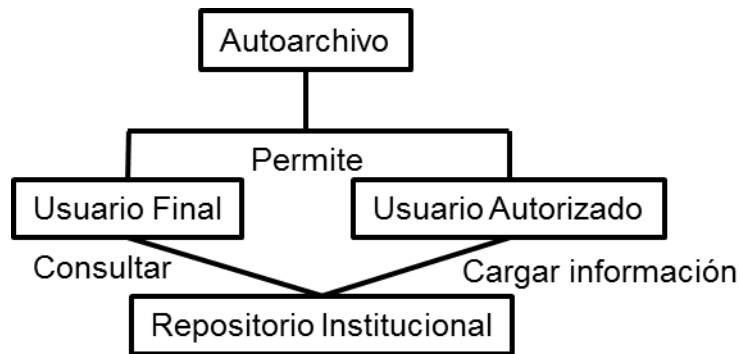 Autoarchivo
Permite
Usuario Final
Usuario Autorizado
Consultar
Cargar información
Repositorio Institucional